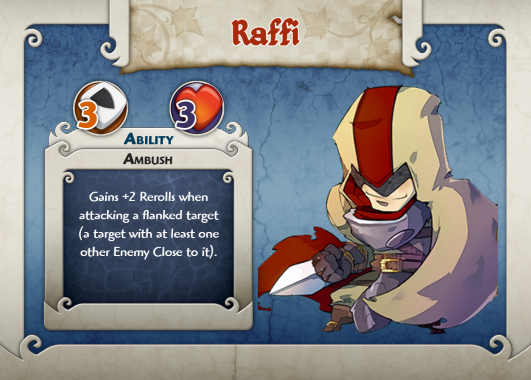 Raffi
3 3
Ability
Ambush
Gains +2 Rerolls when
attacking a flanked target
(a target with at least one
other Enemy Close to it).